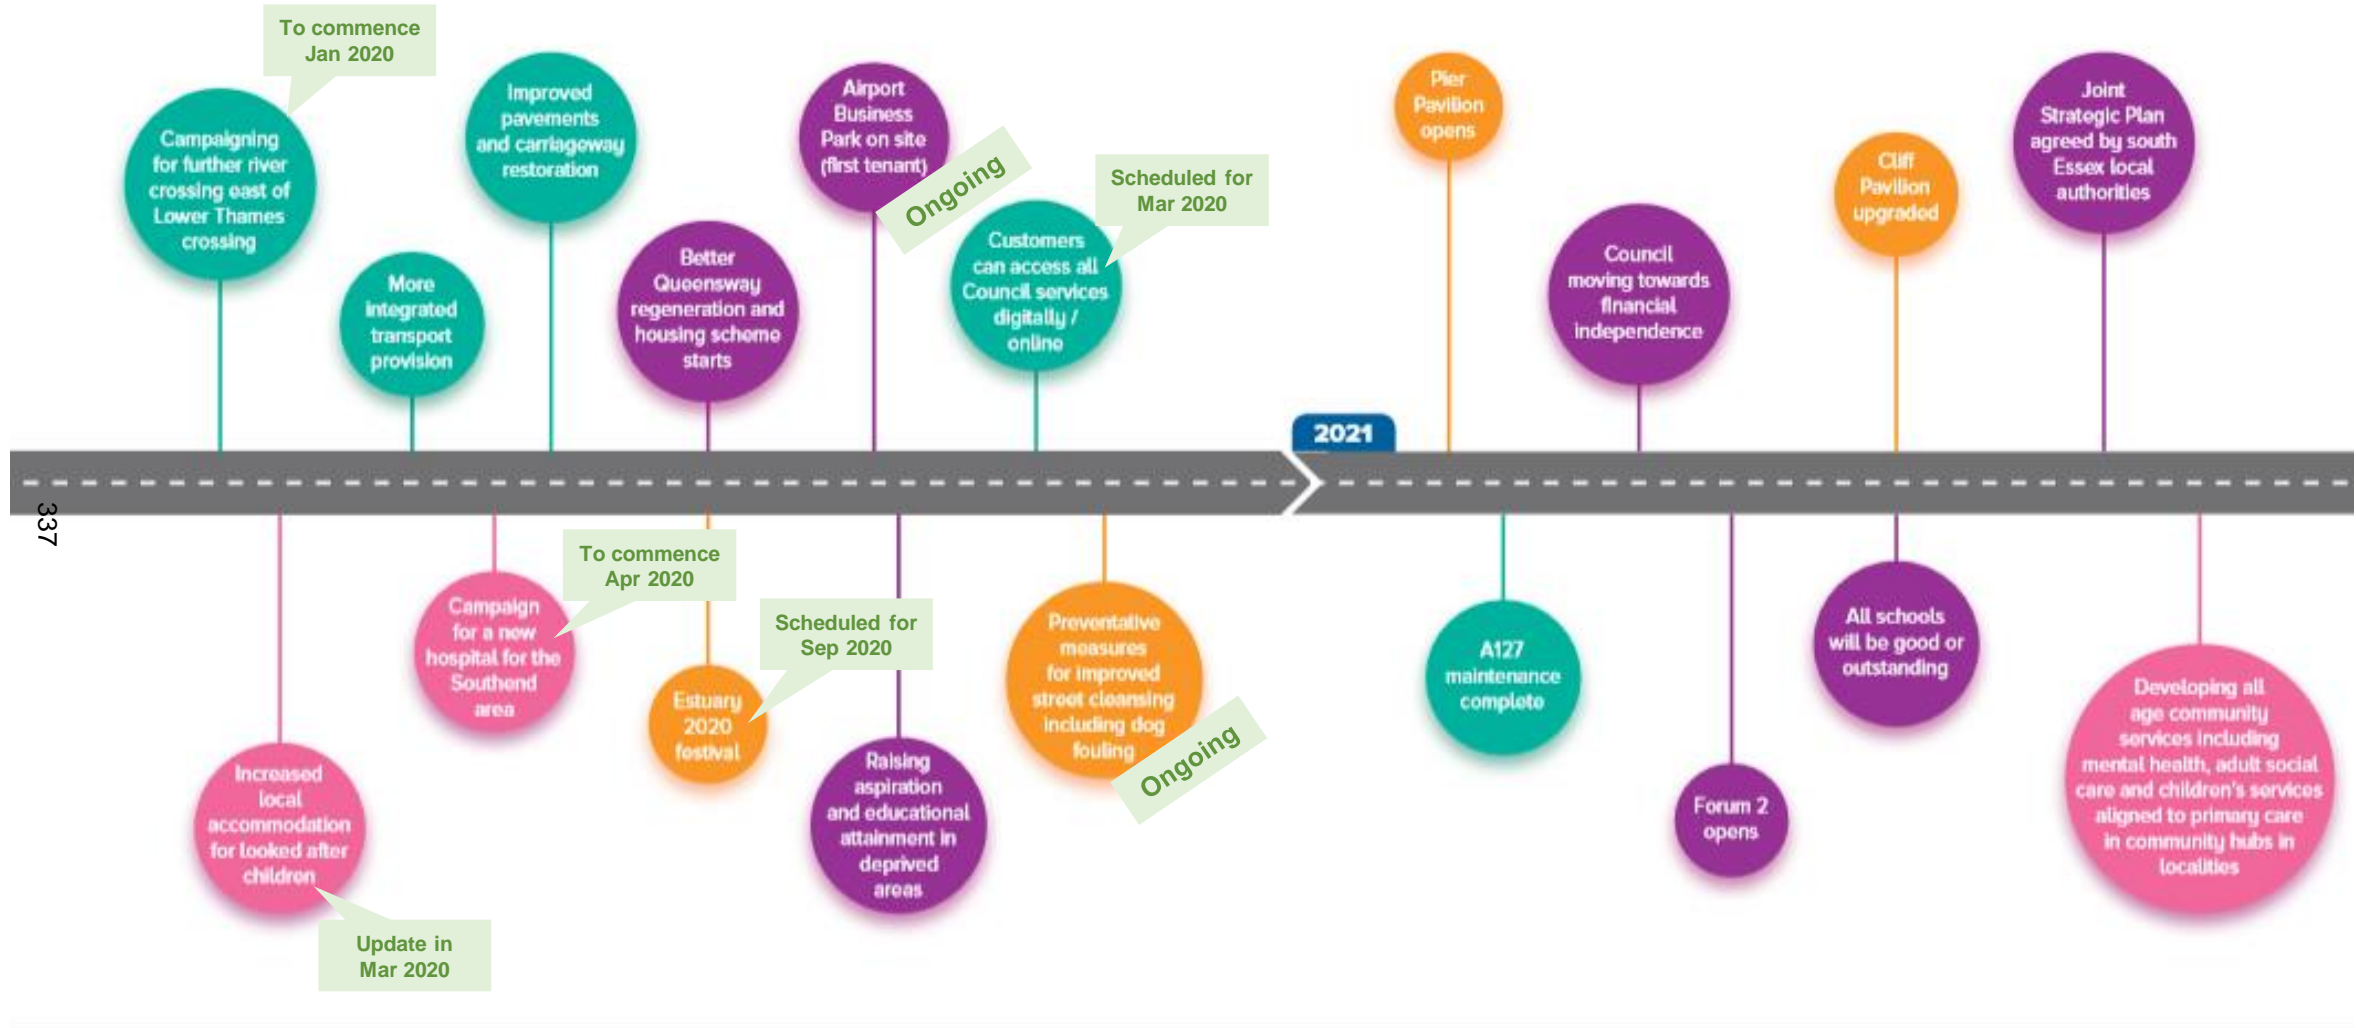 To commence
Jan 2020
Campaigning
for further river
crossing east of
Lower Thames
crossing
More
integrated
transport
provision
Improved
pavements
and carriageway
restoration
Better
Queensway
regeneration and
housing scheme
starts
Airport
Business
Park on site
(first tenant)
Ongoing
Customers
can access all
Council services
digitally /
online
Scheduled for
Mar 2020
2021
Pier
Pavilion
opens
Council
moving towards
financial
independence
Cliff
Pavilion
upgraded
Joint
Strategic Plan
agreed by south
Essex local
authorities
337
Increased
local
accommodation
for looked after
children
Update in
Mar 2020
Campaign
for a new
hospital for the
Southend
area
To commence
Apr 2020
Estuary
2020
festival
Scheduled for
Sep 2020
Raising
aspiration
and educational
attainment in
deprived
areas
Preventative
measures
for improved
street cleansing
including dog
fouling
Ongoing
A127
maintenance
complete
Forum 2
opens
All schools
will be good or
outstanding
Developing all
age community
services including
mental health, adult social
care and children's services
aligned to primary care
in community hubs in
localities